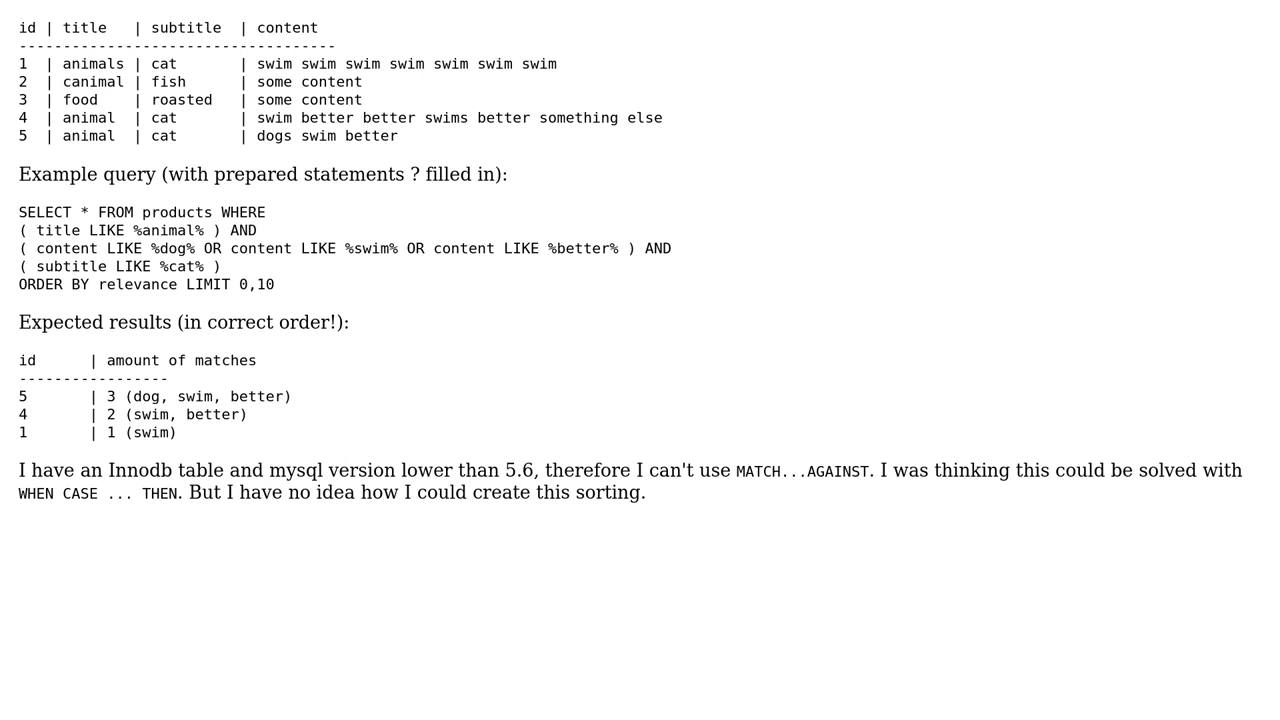 id | title   | subtitle  | content
------------------------------------
1  | animals | cat       | swim swim swim swim swim swim swim
2  | canimal | fish      | some content
3  | food    | roasted   | some content
4  | animal  | cat       | swim better better swims better something else
5  | animal  | cat       | dogs swim better
Example query (with prepared statements ? filled in):
SELECT * FROM products WHERE
( title LIKE %animal% ) AND
( content LIKE %dog% OR content LIKE %swim% OR content LIKE %better% ) AND
( subtitle LIKE %cat% )
ORDER BY relevance LIMIT 0,10
Expected results (in correct order!):
id      | amount of matches
-----------------
5       | 3 (dog, swim, better)
4       | 2 (swim, better)
1       | 1 (swim)
I have an Innodb table and mysql version lower than 5.6, therefore I can't use MATCH...AGAINST. I was thinking this could be solved with
WHEN CASE ... THEN. But I have no idea how I could create this sorting.